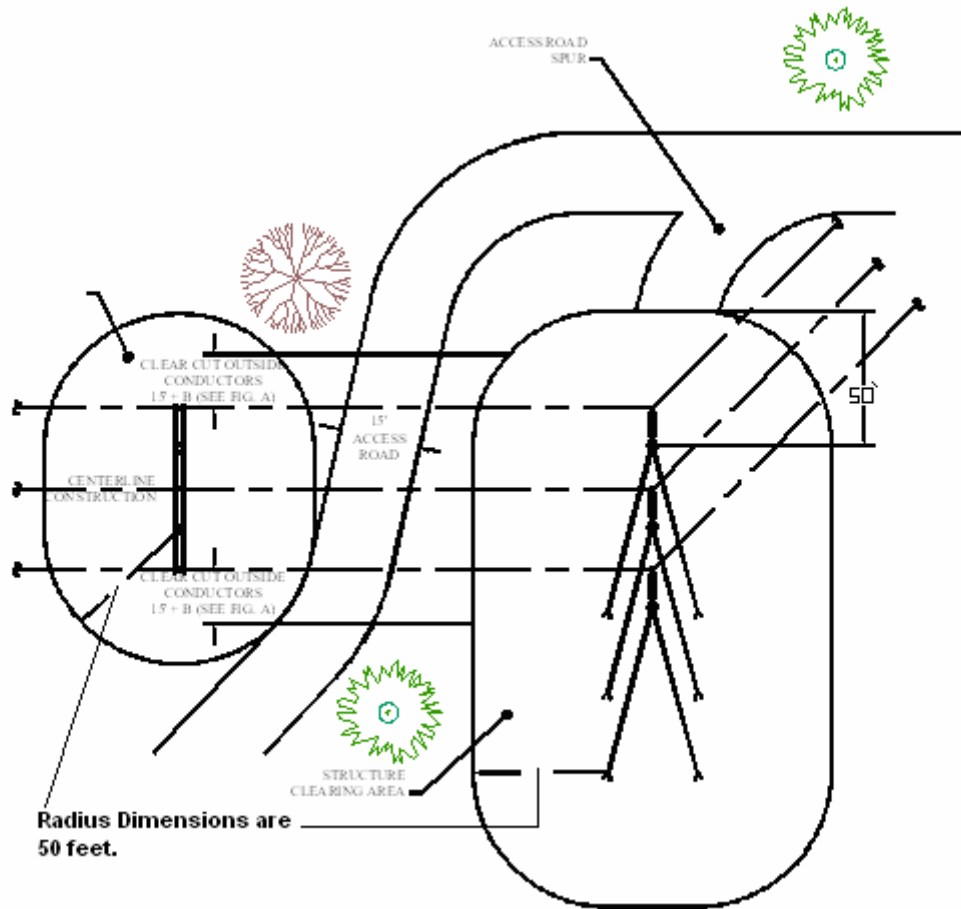 ACCESS ROAD
SPUR
CLEAR CUT OUTSIDE
CONDUCTORS
15' + B (SEE FIG. A)
50'
15'
ACCESS
ROAD
CENTERLINE
CONSTRUCTION
CLEAR CUT OUTSIDE
CONDUCTORS
15' + B (SEE FIG. A)
STRUCTURE
CLEARING AREA
Radius Dimensions are
50 feet.